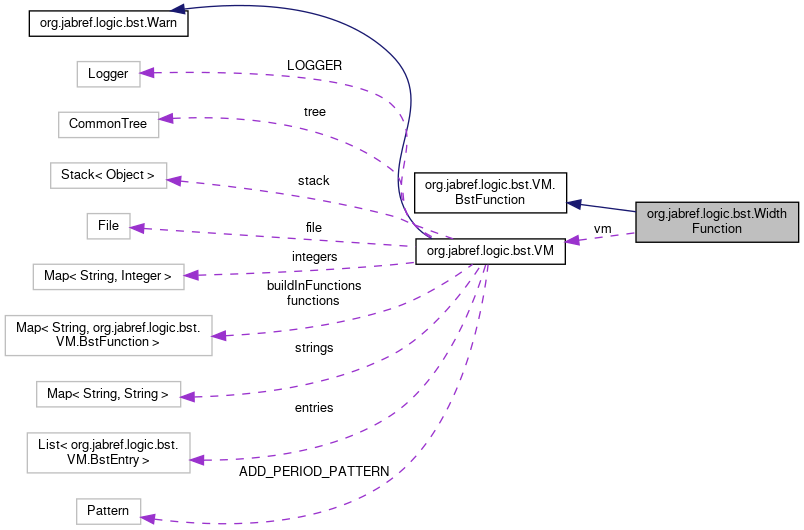 org.jabref.logic.bst.Warn
LOGGER
Logger
tree
CommonTree
Stack< Object >
stack
org.jabref.logic.bst.VM.
BstFunction
org.jabref.logic.bst.Width
Function
File
file
vm
integers
org.jabref.logic.bst.VM
Map< String, Integer >
buildInFunctions
functions
Map< String, org.jabref.logic.bst.
VM.BstFunction >
strings
Map< String, String >
entries
List< org.jabref.logic.bst.
VM.BstEntry >
ADD_PERIOD_PATTERN
Pattern